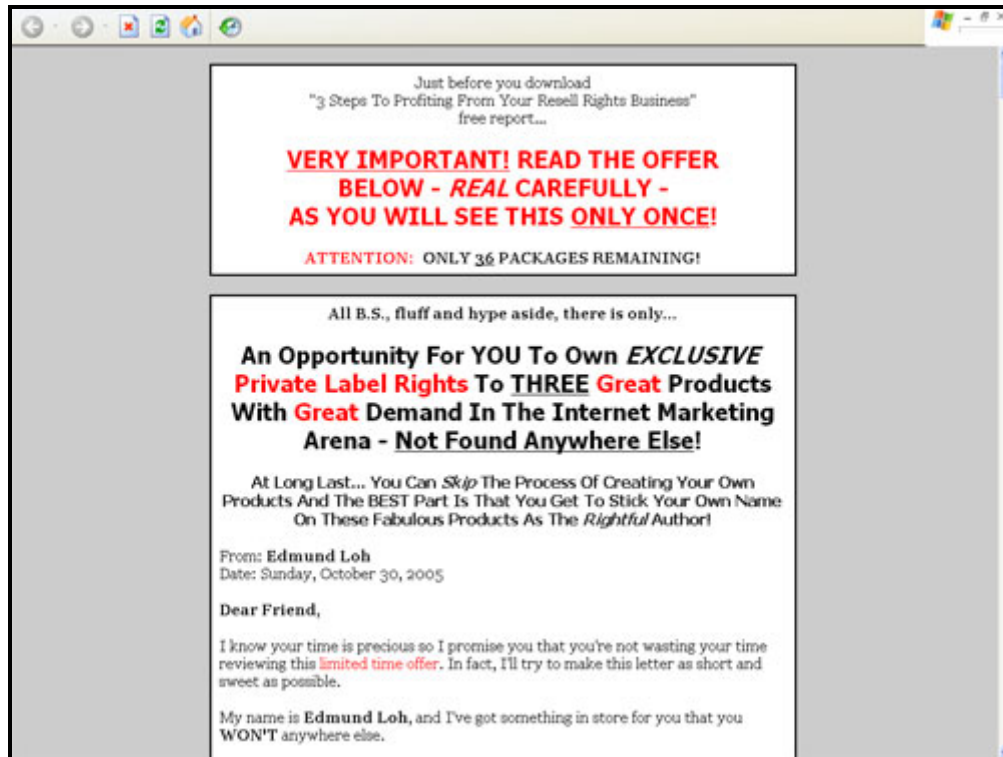 Just before you download
"3 Steps To Profiting From Your Resell Rights Business"
free report...
VERY IMPORTANT! READ THE OFFER
BELOW - REAL CAREFULLY -
AS YOU WILL SEE THIS ONLY ONCE!
ATTENTION: ONLY 36 PACKAGES REMAINING!
All B.S., fluff and hype aside, there is only...
An Opportunity For YOU To Own EXCLUSIVE
Private Label Rights To THREE Great Products
With Great Demand In The Internet Marketing
Arena - Not Found Anywhere Else!
At Long Last... You Can Skip The Process Of Creating Your Own
Products And The BEST Part Is That You Get To Stick Your Own Name
On These Fabulous Products As The Rightful Author!
From: Edmund Loh
Date: Sunday, October 30, 2005
Dear Friend,
I know your time is precious so I promise you that you're not wasting your time
reviewing this limited time offer. In fact, I'll try to make this letter as short and
sweet as possible.
My name is Edmund Loh, and I've got something in store for you that you
WON'T anywhere else.